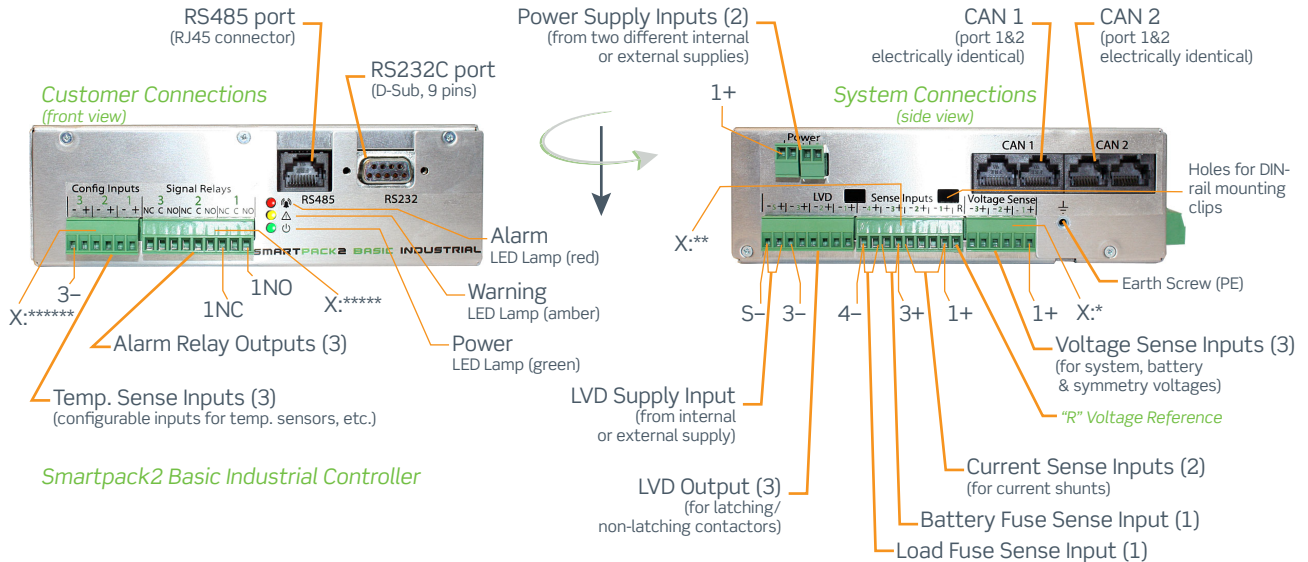 RS485 port
(RJ45 connector)
RS232C port
(D-Sub, 9 pins)
Customer Connections
(front view)
Config Inputs
3 2 1
- + - + - +
Signal Relays
3 2 1
NC C NO NC C NO NC C NO
RS485
RS232
SMARTPACK2 BASIC INDUSTRIAL
Alarm
LED Lamp (red)
Warning
LED Lamp (amber)
Power
LED Lamp (green)
3–
X:******
1NC
1NO
X:*****
Alarm Relay Outputs (3)
Temp. Sense Inputs (3)
(configurable inputs for temp. sensors, etc.)
Smartpack2 Basic Industrial Controller
Power Supply Inputs (2)
(from two different internal
or external supplies)
CAN 1
(port 1&2
electrically identical)
CAN 2
(port 1&2
electrically identical)
System Connections
(side view)
1+
Power
CAN 1
CAN 2
Holes for DIN-
rail mounting
clips
X:**
LVD
Sense Inputs
R
Voltage Sense
-3+ -2+ -1+
Earth Screw (PE)
S–
3–
4–
3+
1+
1+
X:*
LVD Supply Input
(from internal
or external supply)
LVD Output (3)
(for latching/
non-latching contactors)
Voltage Sense Inputs (3)
(for system, battery
& symmetry voltages)
“R” Voltage Reference
Current Sense Inputs (2)
(for current shunts)
Battery Fuse Sense Input (1)
Load Fuse Sense Input (1)